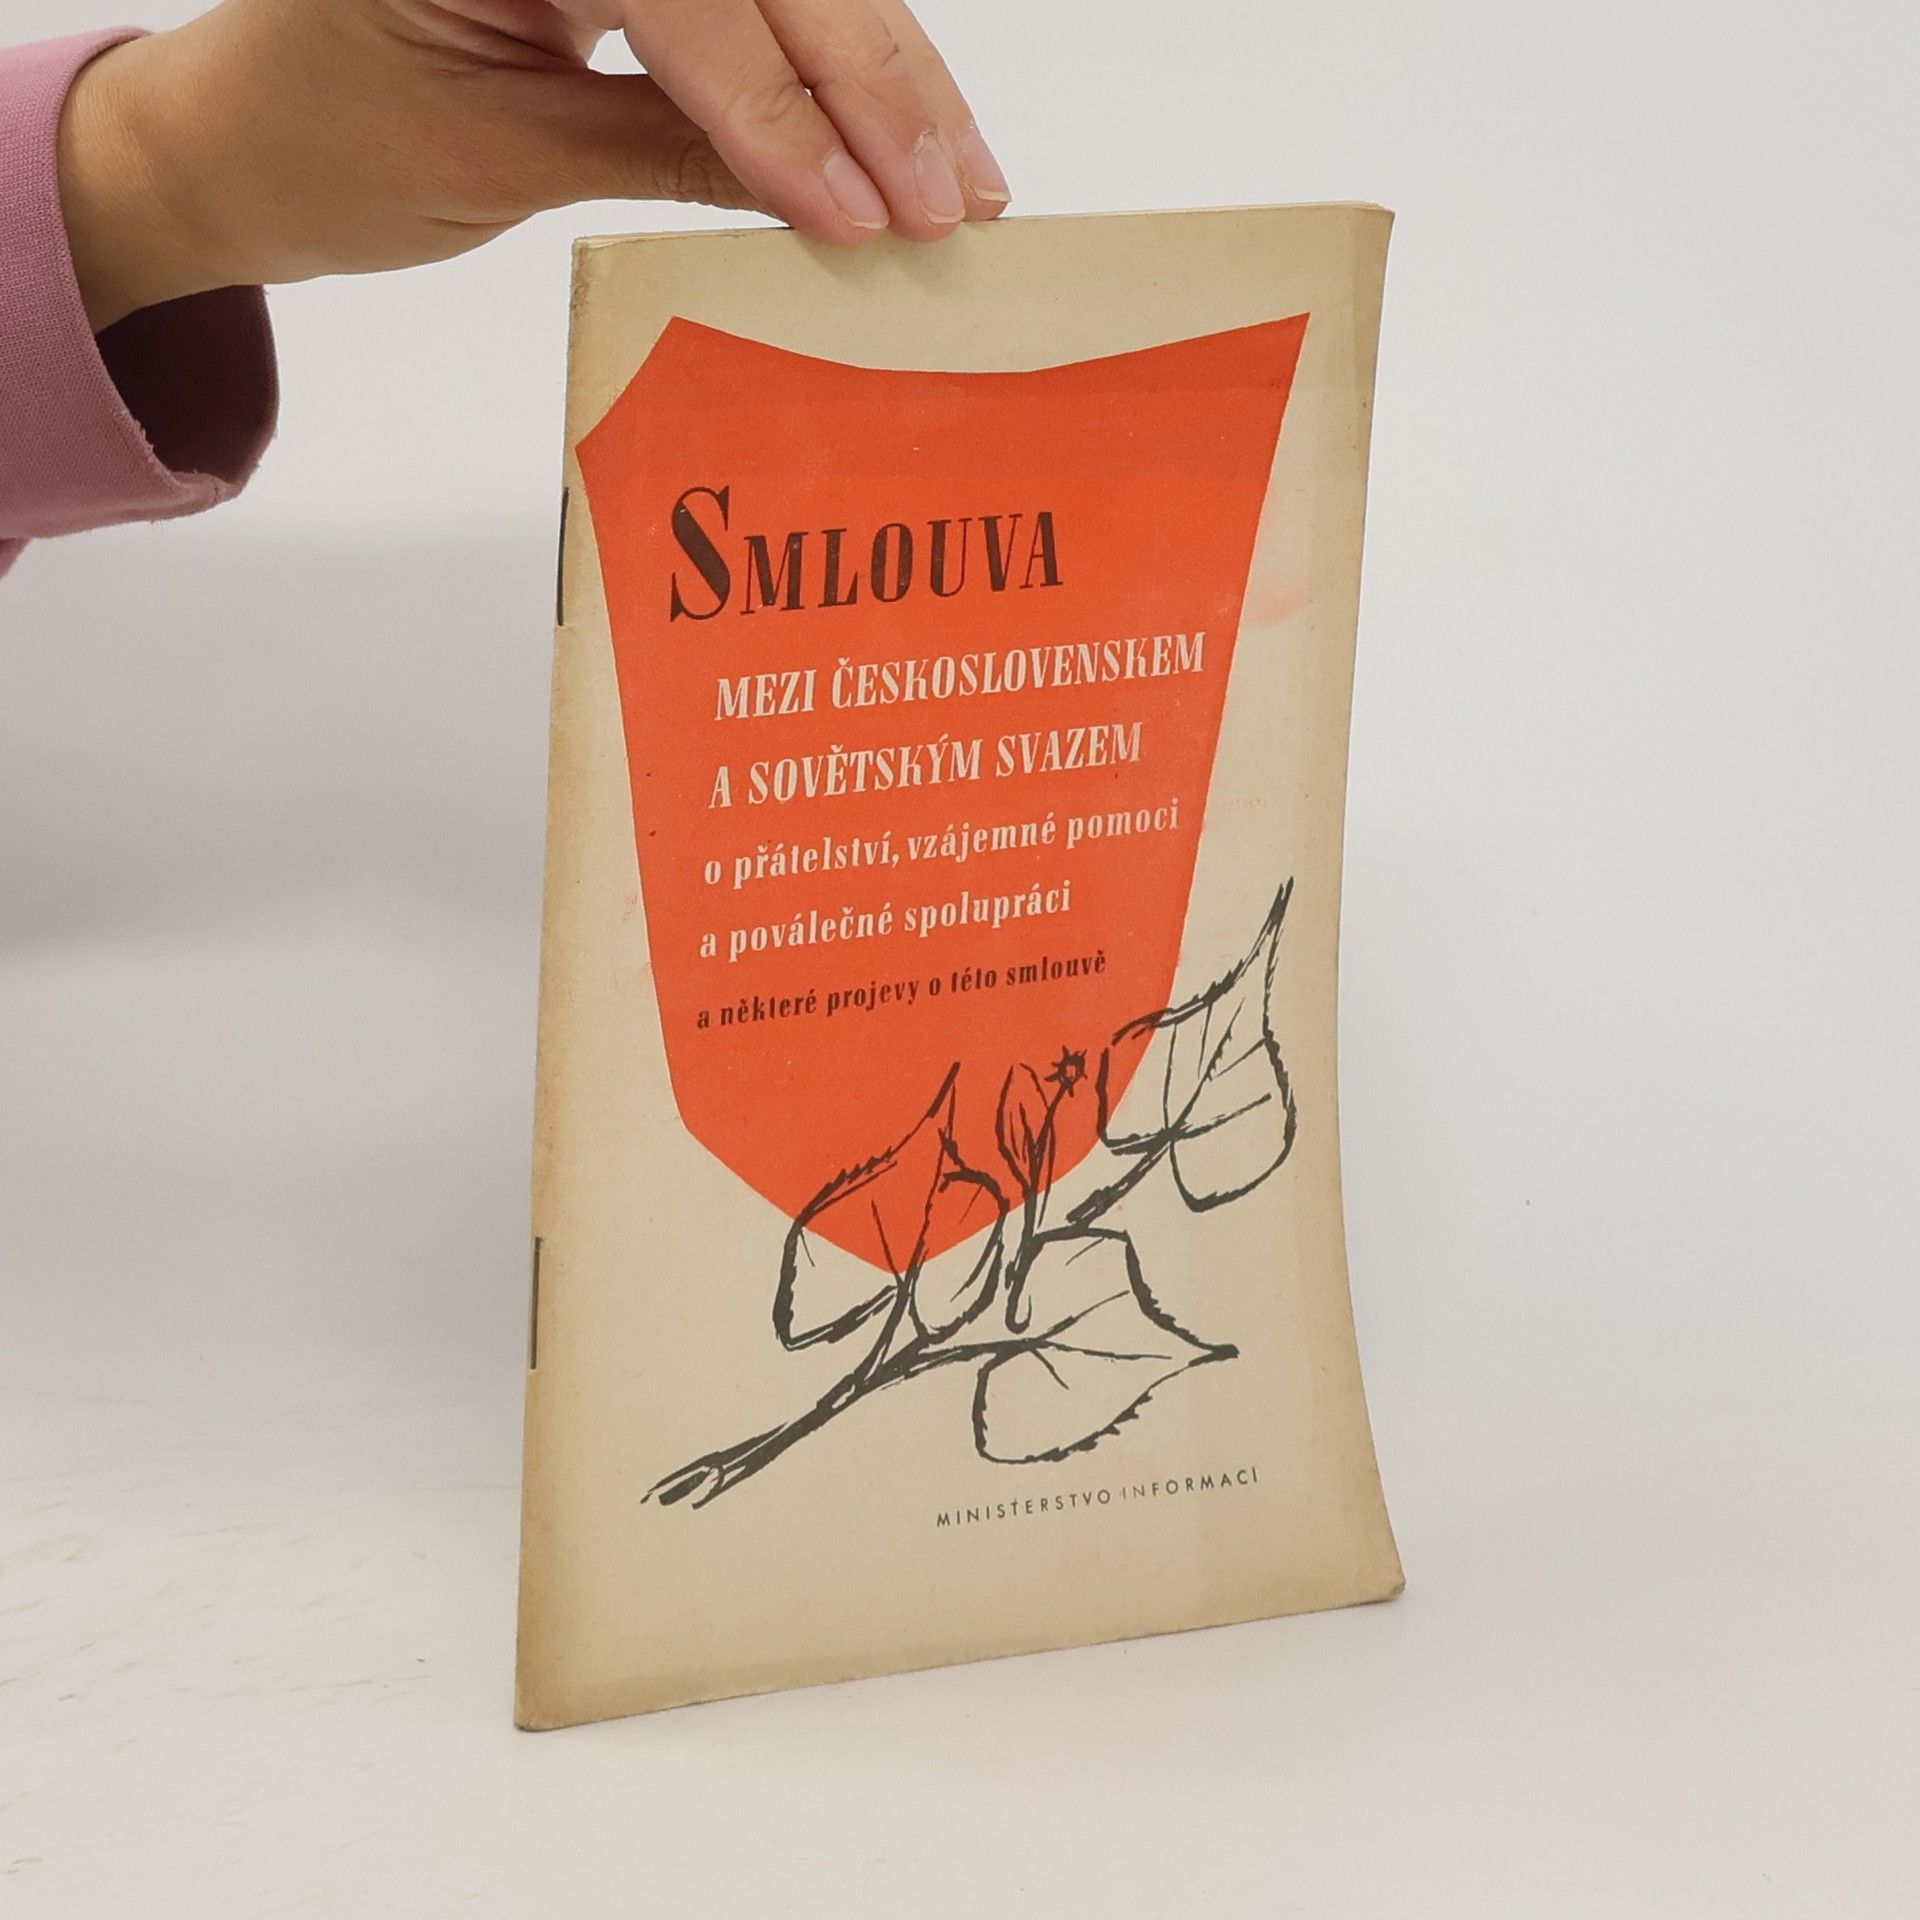 SMLOUVA
MEZI ČESKOSLOVENSKEM
A SOVĚTSKÝM SVAZEM
o přátelství, vzájemné pomoci
a poválečné spolupráci
a některé projevy o této smlouvě
MINISTERSTVO INFORMACÍ